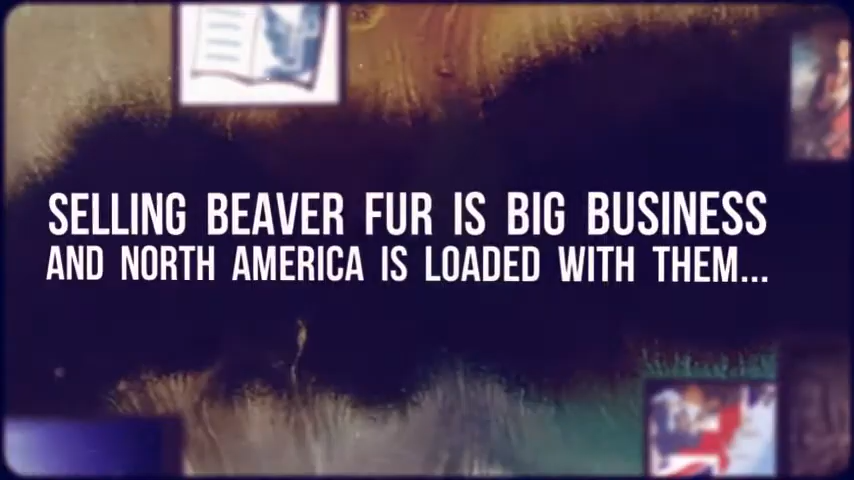 SELLING BEAVER FUR IS BIG BUSINESS
AND NORTH AMERICA IS LOADED WITH THEM...